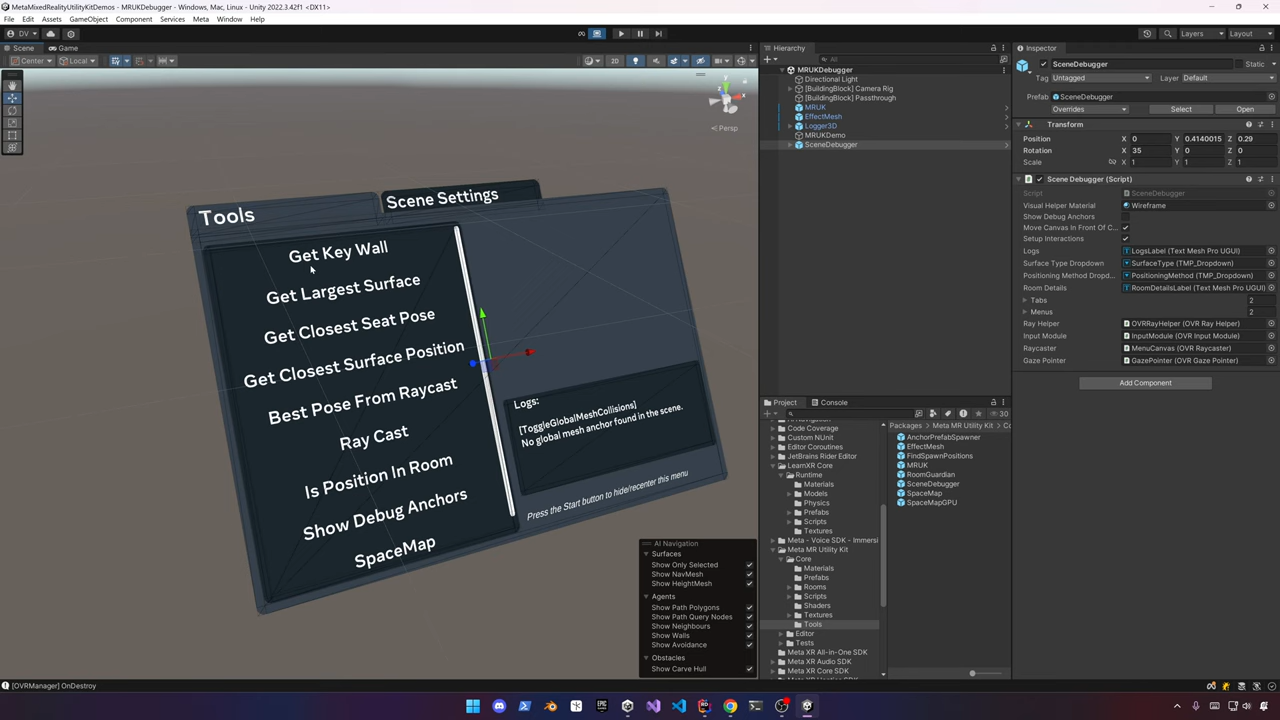 MetaMixedRealityUtilityKitDemos - MRUKDebugger - Windows, Mac, Linux - Unity 2022.3.42f1 <DX11>
File Edit Assets GameObject Component Services Meta Window Help
DV
Layers Layout
Scene Game
Center Local 2D
Persp
Tools
Scene Settings
Get Key Wall
Get Largest Surface
Get Closest Seat Pose
Get Closest Surface Position
Best Pose From Raycast
Ray Cast
Is Position In Room
Show Debug Anchors
SpaceMap
Logs:
[ToggleGlobalMeshCollisions]
No global mesh anchor found in the scene.
Press the Start button to hide/recenter this menu
AI Navigation
Surfaces
Show Only Selected
Show NavMesh
Show HeightMesh
Agents
Show Path Polygons
Show Path Query Nodes
Show Neighbours
Show Walls
Show Avoidance
Obstacles
Show Carve Hull
Hierarchy
All
MRUKDebugger
Directional Light
[BuildingBlock] Camera Rig
[BuildingBlock] Passthrough
MRUK
EffectMesh
Logger3D
MRUKDemo
SceneDebugger
Project Console
30
Code Coverage
Custom NUnit
Editor Coroutines
JetBrains Rider Editor
LearnXR Core
Runtime
Materials
Models
Physics
Prefabs
Scripts
Textures
Meta - Voice SDK - Immersi
Meta MR Utility Kit
Core
Materials
Prefabs
Rooms
Scripts
Shaders
Textures
Tools
Editor
Tests
Meta XR All-in-One SDK
Meta XR Audio SDK
Meta XR Core SDK
Packages Meta MR Utility Kit Co
AnchorPrefabSpawner
EffectMesh
FindSpawnPositions
MRUK
RoomGuardian
SceneDebugger
SpaceMap
SpaceMapGPU
Inspector
SceneDebugger Static
Tag Untagged Layer Default
Prefab SceneDebugger
Overrides Select Open
Transform
Position X 0 Y 0.4140015 Z 0.29
Rotation X 35 Y 0 Z 0
Scale X 1 Y 1 Z 1
Scene Debugger (Script)
Script SceneDebugger
Visual Helper Material Wireframe
Show Debug Anchors
Move Canvas In Front Of C...
Setup Interactions
Logs LogsLabel (Text Mesh Pro UGUI)
Surface Type Dropdown SurfaceType (TMP_Dropdown)
Positioning Method Dropd... PositioningMethod (TMP_Dropdown)
Room Details RoomDetailsLabel (Text Mesh Pro UGUI)
Tabs 2
Menus 2
Ray Helper OVRRayHelper (OVR Ray Helper)
Input Module InputModule (OVR Input Module)
Raycaster MenuCanvas (OVR Raycaster)
Gaze Pointer GazePointer (OVR Gaze Pointer)
Add Component
[OVRManager] OnDestroy